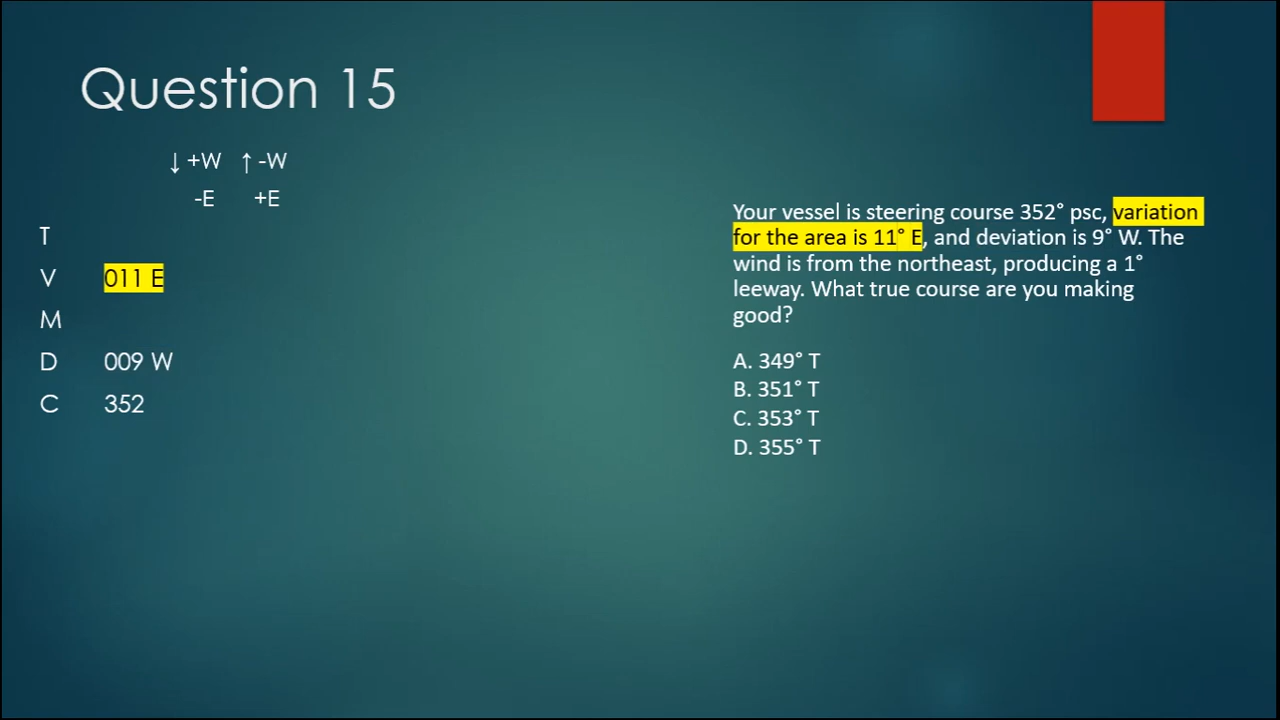 Question 15
↓ +W ↑ -W
-E +E
T
V 011 E
M
D 009 W
C 352
Your vessel is steering course 352° psc, variation
for the area is 11° E, and deviation is 9° W. The
wind is from the northeast, producing a 1°
leeway. What true course are you making
good?
A. 349° T
B. 351° T
C. 353° T
D. 355° T